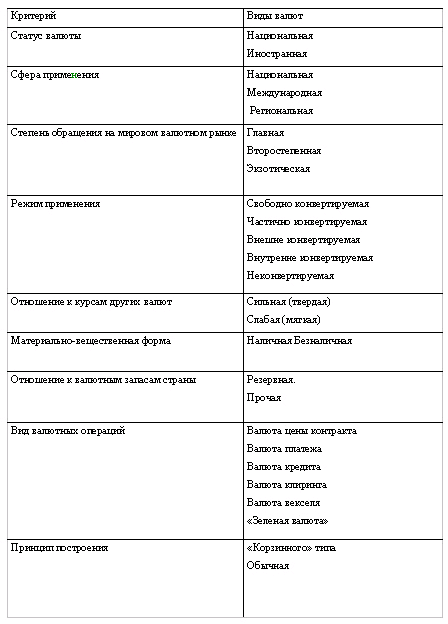 Критерий Виды валют
Статус валюты Национальная
Иностранная
Сфера применения Национальная
Международная
Региональная
Степень обращения на мировом валютном рынке Главная
Второстепенная
Экзотическая
Режим применения Свободно конвертируемая
Частично конвертируемая
Внешне конвертируемая
Внутренне конвертируемая
Неконвертируемая
Отношение к курсам других валют Сильная (твердая)
Слабая (мягкая)
Материально-вещественная форма Наличная Безналичная
Отношение к валютным запасам страны Резервная.
Прочая
Вид валютных операций Валюта цены контракта
Валюта платежа
Валюта кредита
Валюта клиринга
Валюта векселя
«Зеленая валюта»
Принцип построения «Корзинного» типа
Обычная